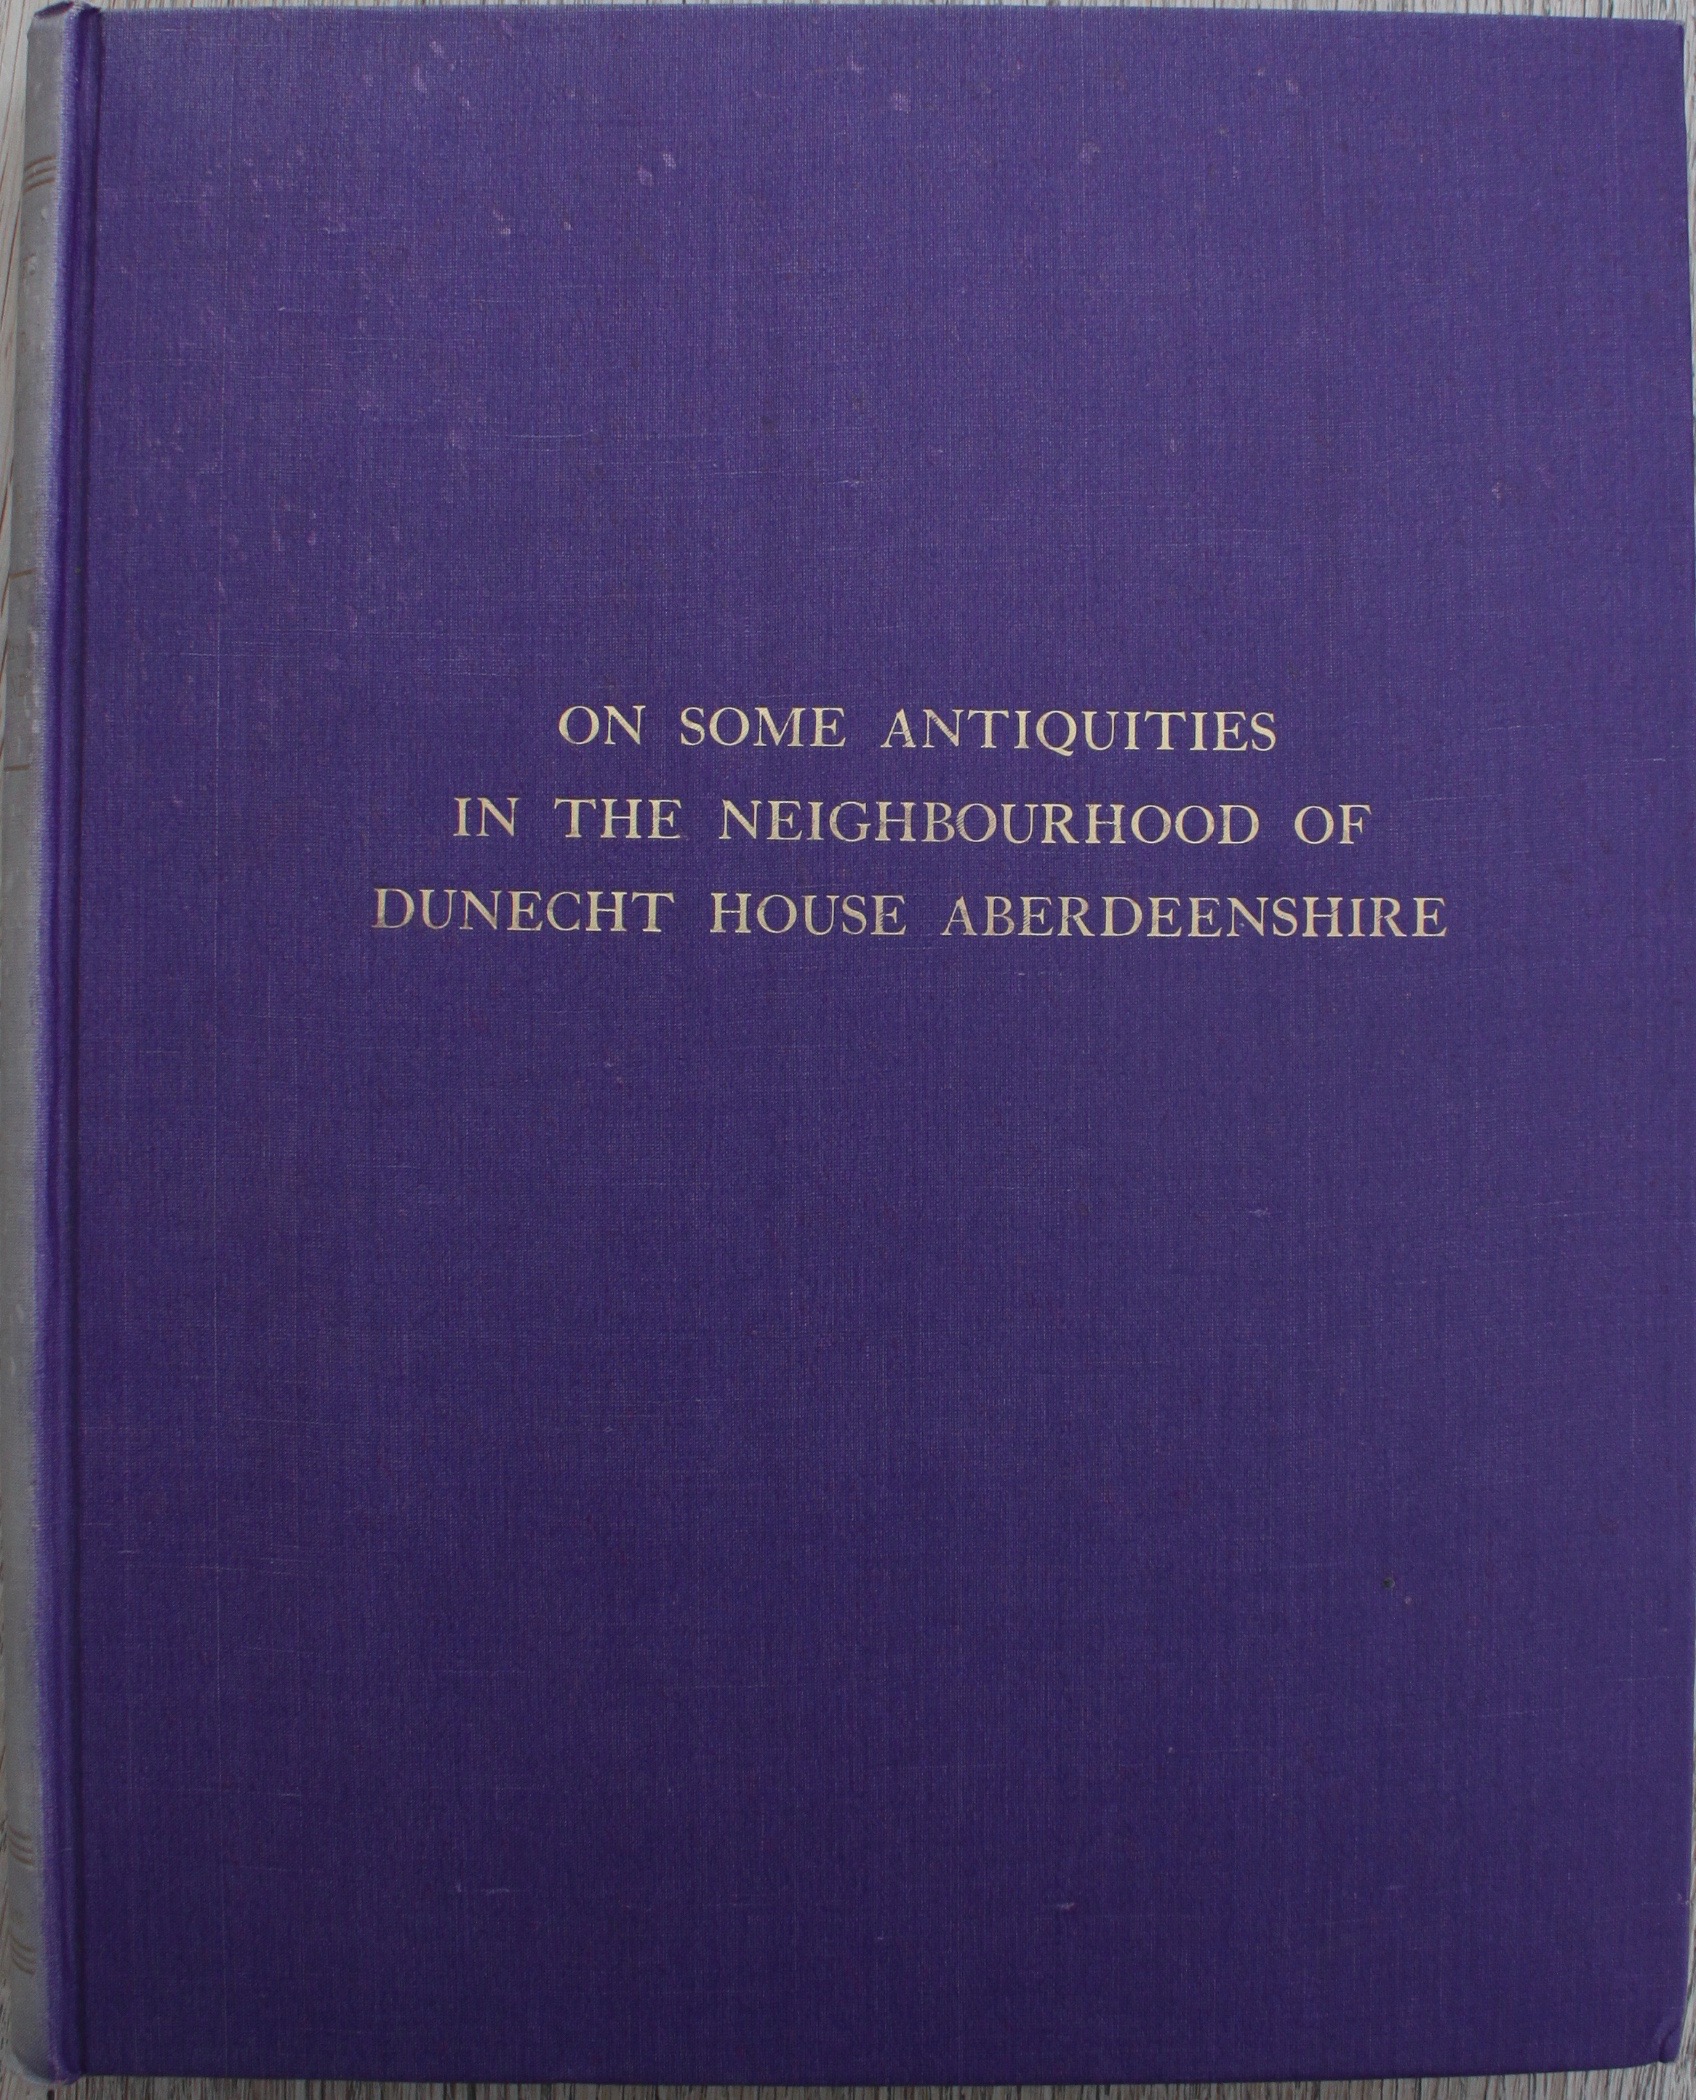 ON SOME ANTIQUITIES
IN THE NEIGHBOURHOOD OF
DUNECHT HOUSE ABERDEENSHIRE